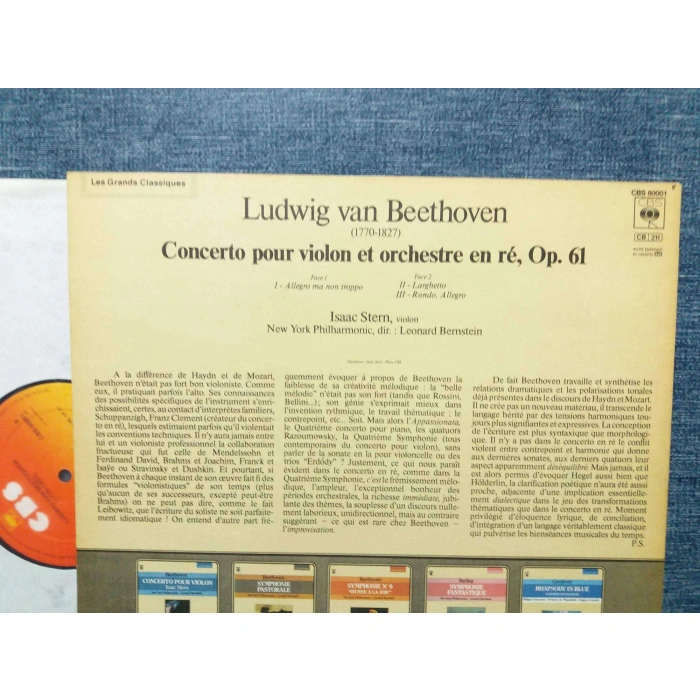 Les Grands Classiques
CBS 60001
CBS
CB 211
Ludwig van Beethoven
(1770-1827)
Concerto pour violon et orchestre en ré, Op. 61
Face 1
I - Allegro ma non troppo
Face 2
II - Larghetto
III - Rondo. Allegro
Isaac Stern, violon
New York Philharmonic, dir. : Leonard Bernstein
A la différence de Haydn et de Mozart,
Beethoven n'était pas fort bon violoniste. Comme
eux, il pratiquait parfois l'alto. Ses connaissances
des possibilités spécifiques de l'instrument s'enri-
chissaient, certes, au contact d'interprètes familiers,
Schuppanzigh, Franz Clement (créateur du concer-
to en ré), lesquels estimaient parfois qu'il violentait
les conventions techniques. Il n'y aura jamais entre
lui et un violoniste professionnel la collaboration
fructueuse qui fut celle de Mendelssohn et
Ferdinand David, Brahms et Joachim, Franck et
Isaÿe ou Stravinsky et Dushkin. Et pourtant, si
Beethoven à chaque instant de son œuvre fait fi des
formules "violonistiques" de son temps (plus
qu'aucun de ses successeurs, excepté peut-être
Brahms) on ne peut pas dire, comme le fait
Leibowitz, que l'écriture du soliste ne soit parfaite-
ment idiomatique ! On entend d'autre part fré-
quemment évoquer à propos de Beethoven la
faiblesse de sa créativité mélodique : la "belle
mélodie" n'était pas son fort (tandis que Rossini,
Bellini...) ; son génie s'exprimait mieux dans
l'invention rythmique, le travail thématique : le
contrepoint, etc... Soit. Mais alors l'Appassionata,
le Quatrième concerto pour piano, les quatuors
Razoumowsky, la Quatrième Symphonie (tous
contemporains du concerto pour violon), sans
parler de la sonate en la pour violoncelle ou des
trios "Erdödy" ? Justement, ce qui nous paraît
évident dans le concerto en ré, comme dans la
Quatrième Symphonie, c'est le frémissement mélo-
dique, l'ampleur, l'exceptionnel bonheur des
périodes orchestrales, la richesse immédiate, jubi-
lante des thèmes, la souplesse d'un discours nulle-
ment laborieux, unidirectionnel, mais au contraire
suggérant – ce qui est rare chez Beethoven –
l'improvisation.
De fait Beethoven travaille et synthétise les
relations dramatiques et les polarisations tonales
déjà présentes dans le discours de Haydn et Mozart.
Il ne crée pas un nouveau matériau, il transcende le
langage hérité par des tensions harmoniques tou-
jours plus signifiantes et expressives. La conception
de l'écriture est plus syntaxique que morphologi-
que. Il n'y a pas dans le concerto en ré le conflit
violent entre contrepoint et harmonie qui donne
aux dernières sonates, aux derniers quatuors leur
aspect apparemment déséquilibré. Mais jamais, et il
est alors permis d'évoquer Hegel aussi bien que
Hölderlin, la clarification poétique n'aura été aussi
proche, adjacente d'une implication essentielle-
ment dialectique dans le jeu des transformations
thématiques que dans le concerto en ré. Moment
privilégié d'éloquence lyrique, de conciliation,
d'intégration d'un langage véritablement classique
qui pulvérise les bienséances musicales du temps.
P.S.
CBS
Beethoven
CONCERTO POUR VIOLON
Isaac Stern
Beethoven
SYMPHONIE
PASTORALE
Beethoven
SYMPHONIE N° 9
"HYMNE A LA JOIE"
Berlioz
SYMPHONIE
FANTASTIQUE
RHAPSODY IN BLUE